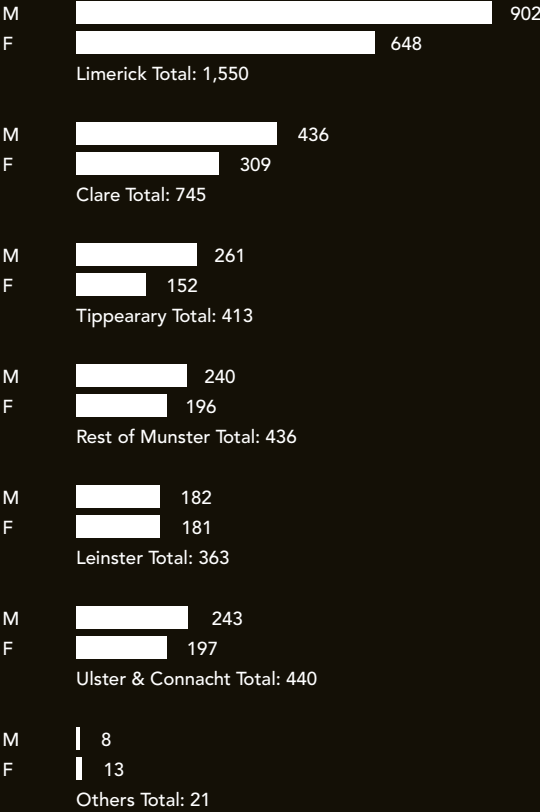 M 902
F 648
Limerick Total: 1,550
M 436
F 309
Clare Total: 745
M 261
F 152
Tippearary Total: 413
M 240
F 196
Rest of Munster Total: 436
M 182
F 181
Leinster Total: 363
M 243
F 197
Ulster & Connacht Total: 440
M 8
F 13
Others Total: 21